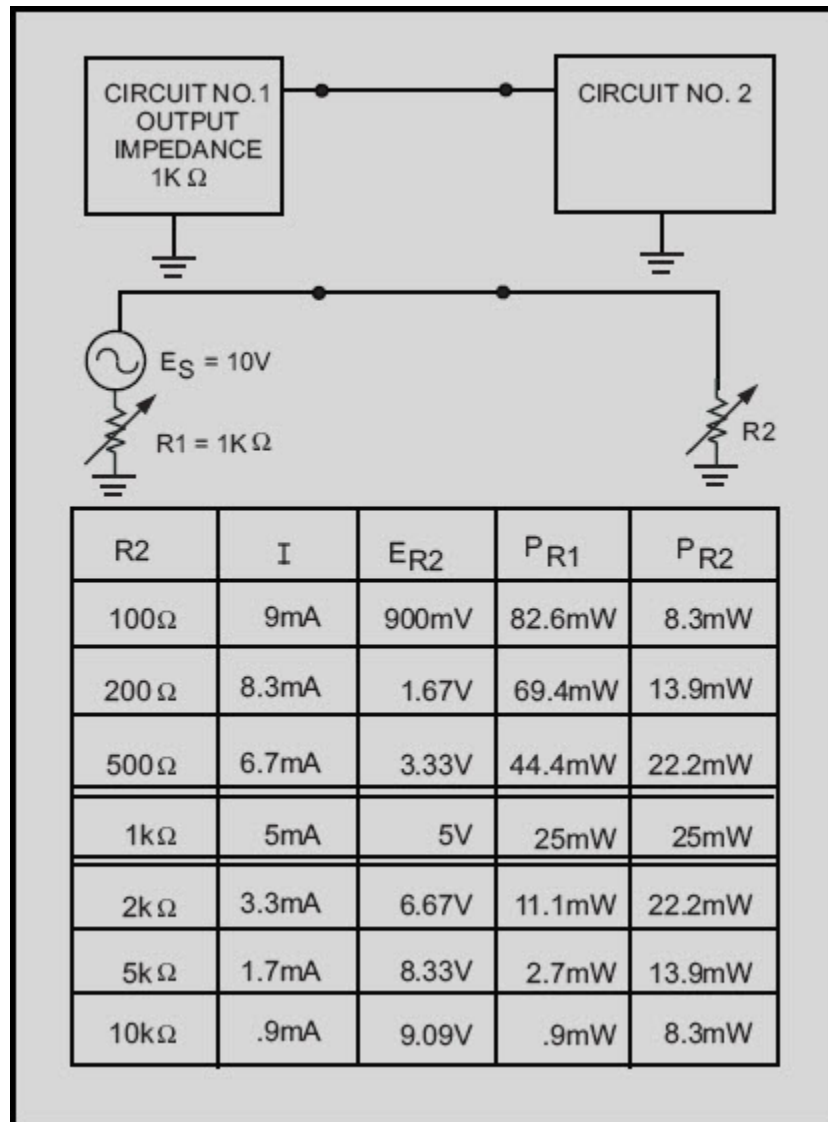 CIRCUIT NO.1
OUTPUT
IMPEDANCE
1K Ω
CIRCUIT NO. 2
ES = 10V
R1 = 1K Ω
R2
R2 I ER2 PR1 PR2
100Ω 9mA 900mV 82.6mW 8.3mW
200 Ω 8.3mA 1.67V 69.4mW 13.9mW
500Ω 6.7mA 3.33V 44.4mW 22.2mW
1kΩ 5mA 5V 25mW 25mW
2kΩ 3.3mA 6.67V 11.1mW 22.2mW
5kΩ 1.7mA 8.33V 2.7mW 13.9mW
10kΩ .9mA 9.09V .9mW 8.3mW